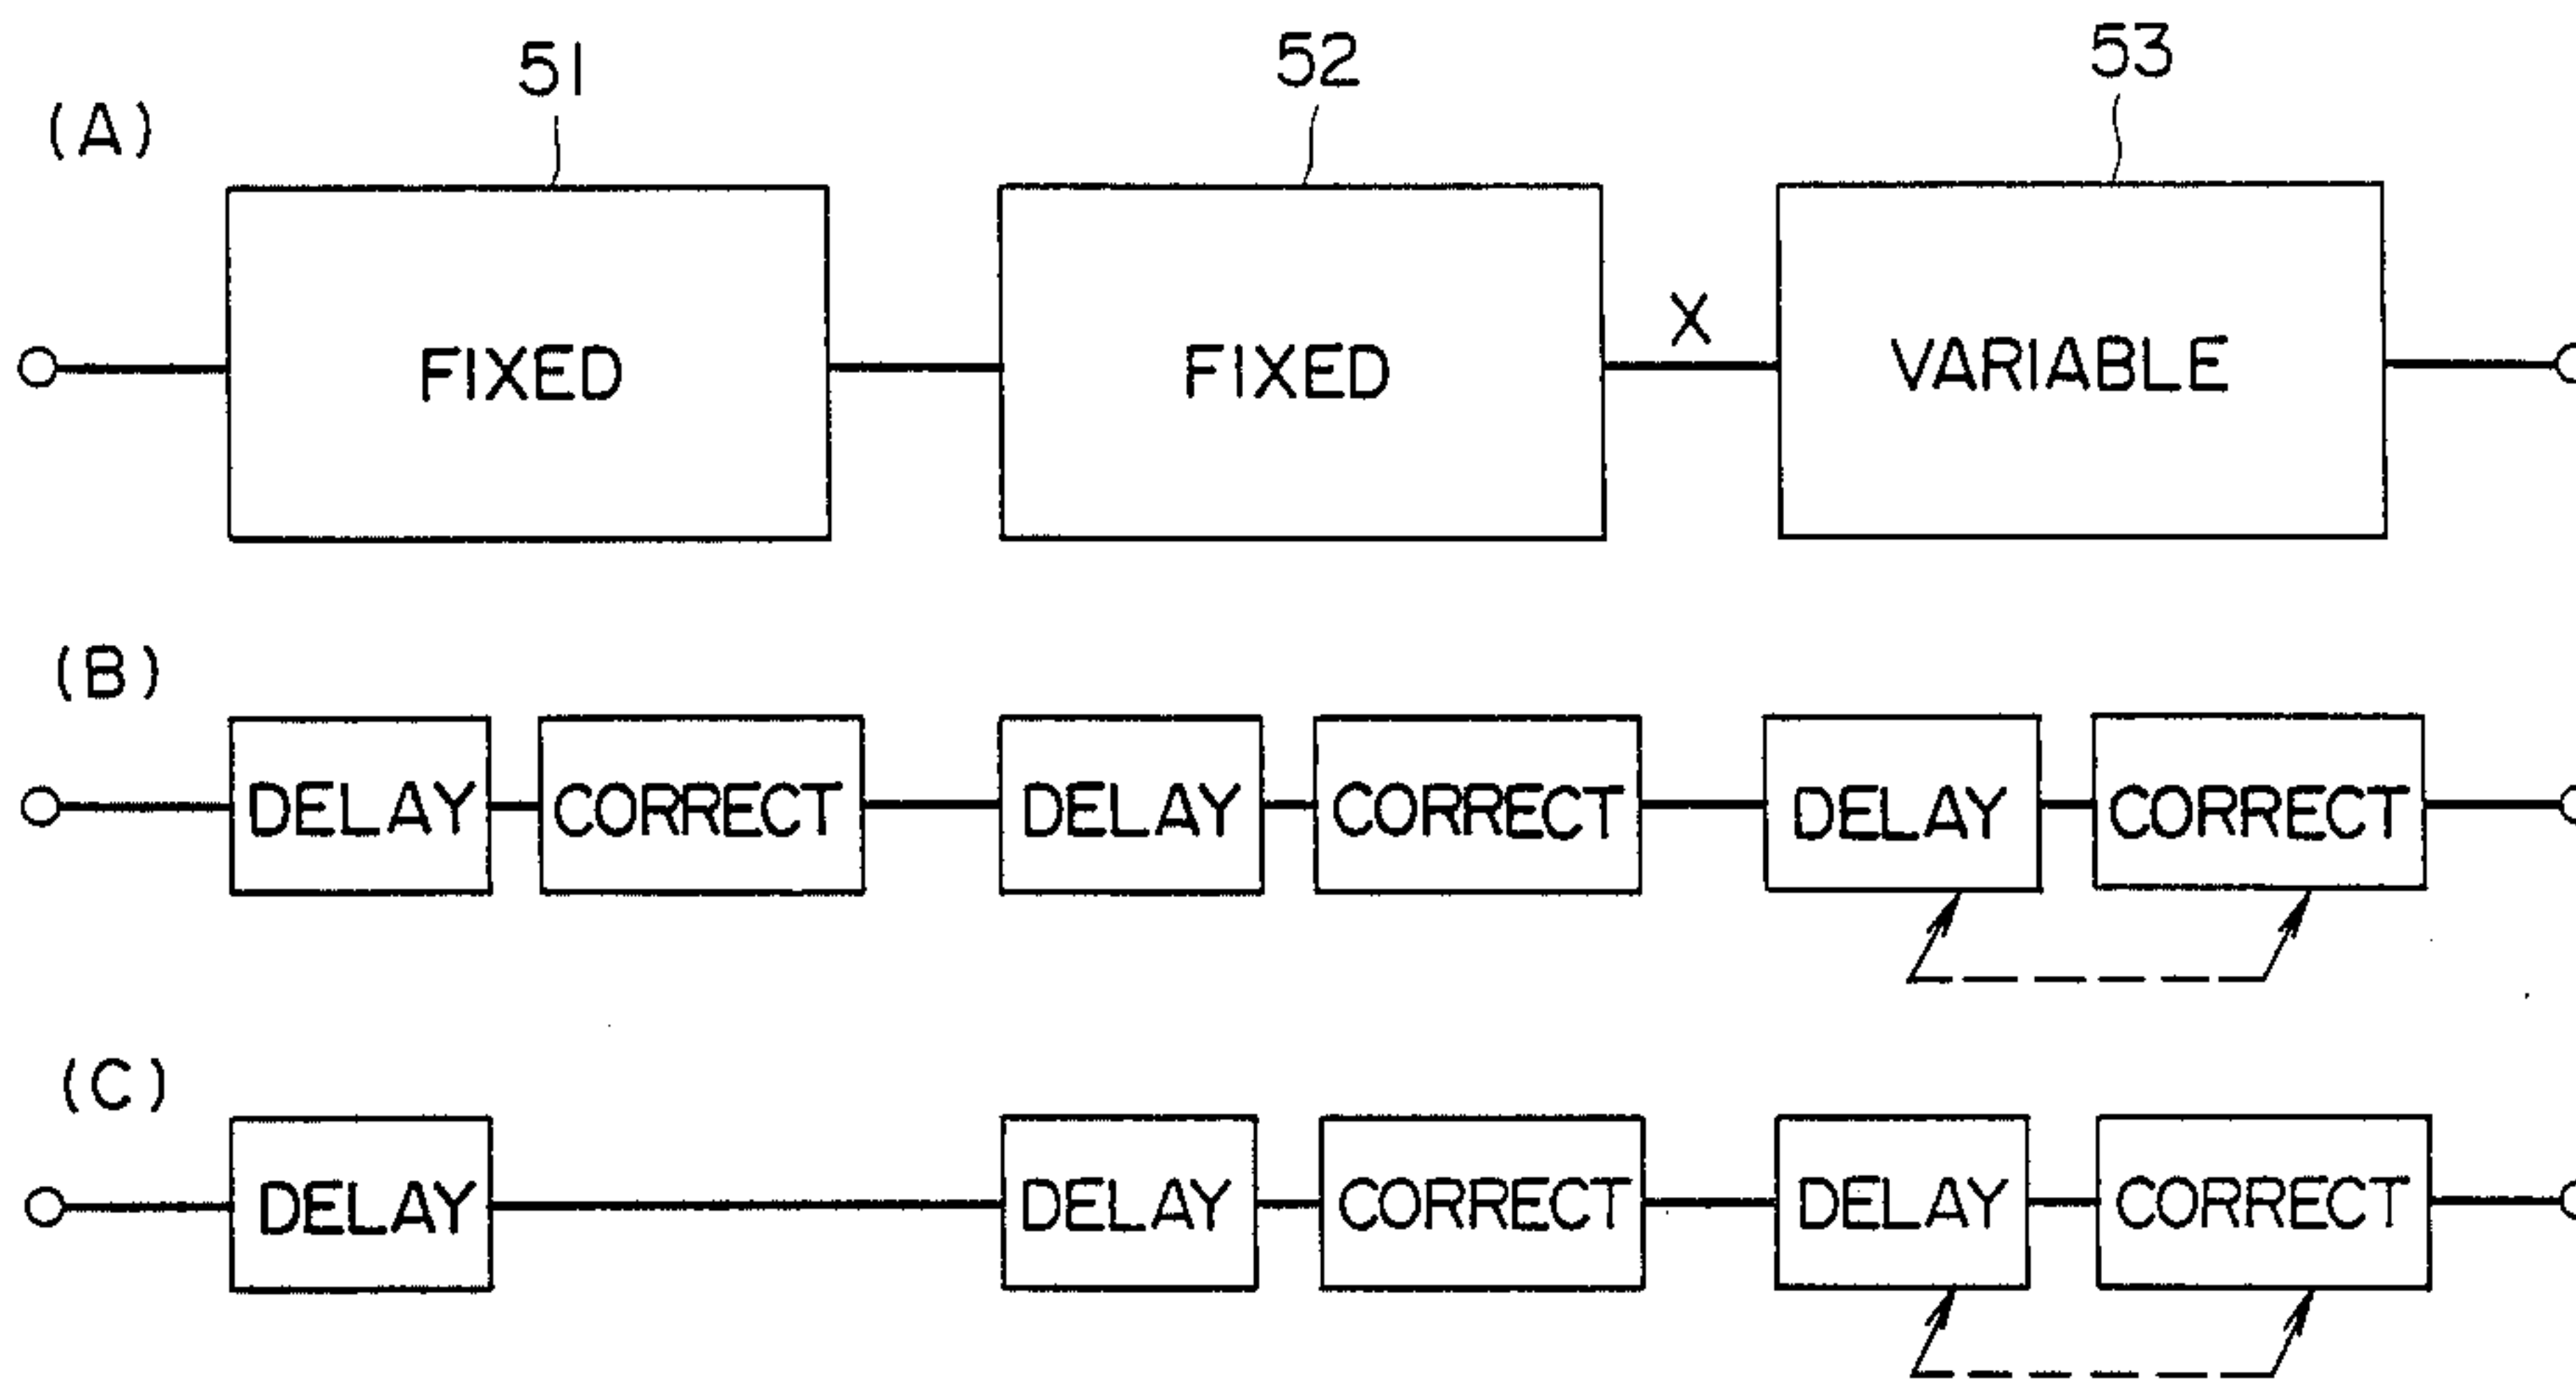 51 52 53
(A)
FIXED FIXED X VARIABLE
(B)
DELAY CORRECT DELAY CORRECT DELAY CORRECT
(C)
DELAY DELAY CORRECT DELAY CORRECT